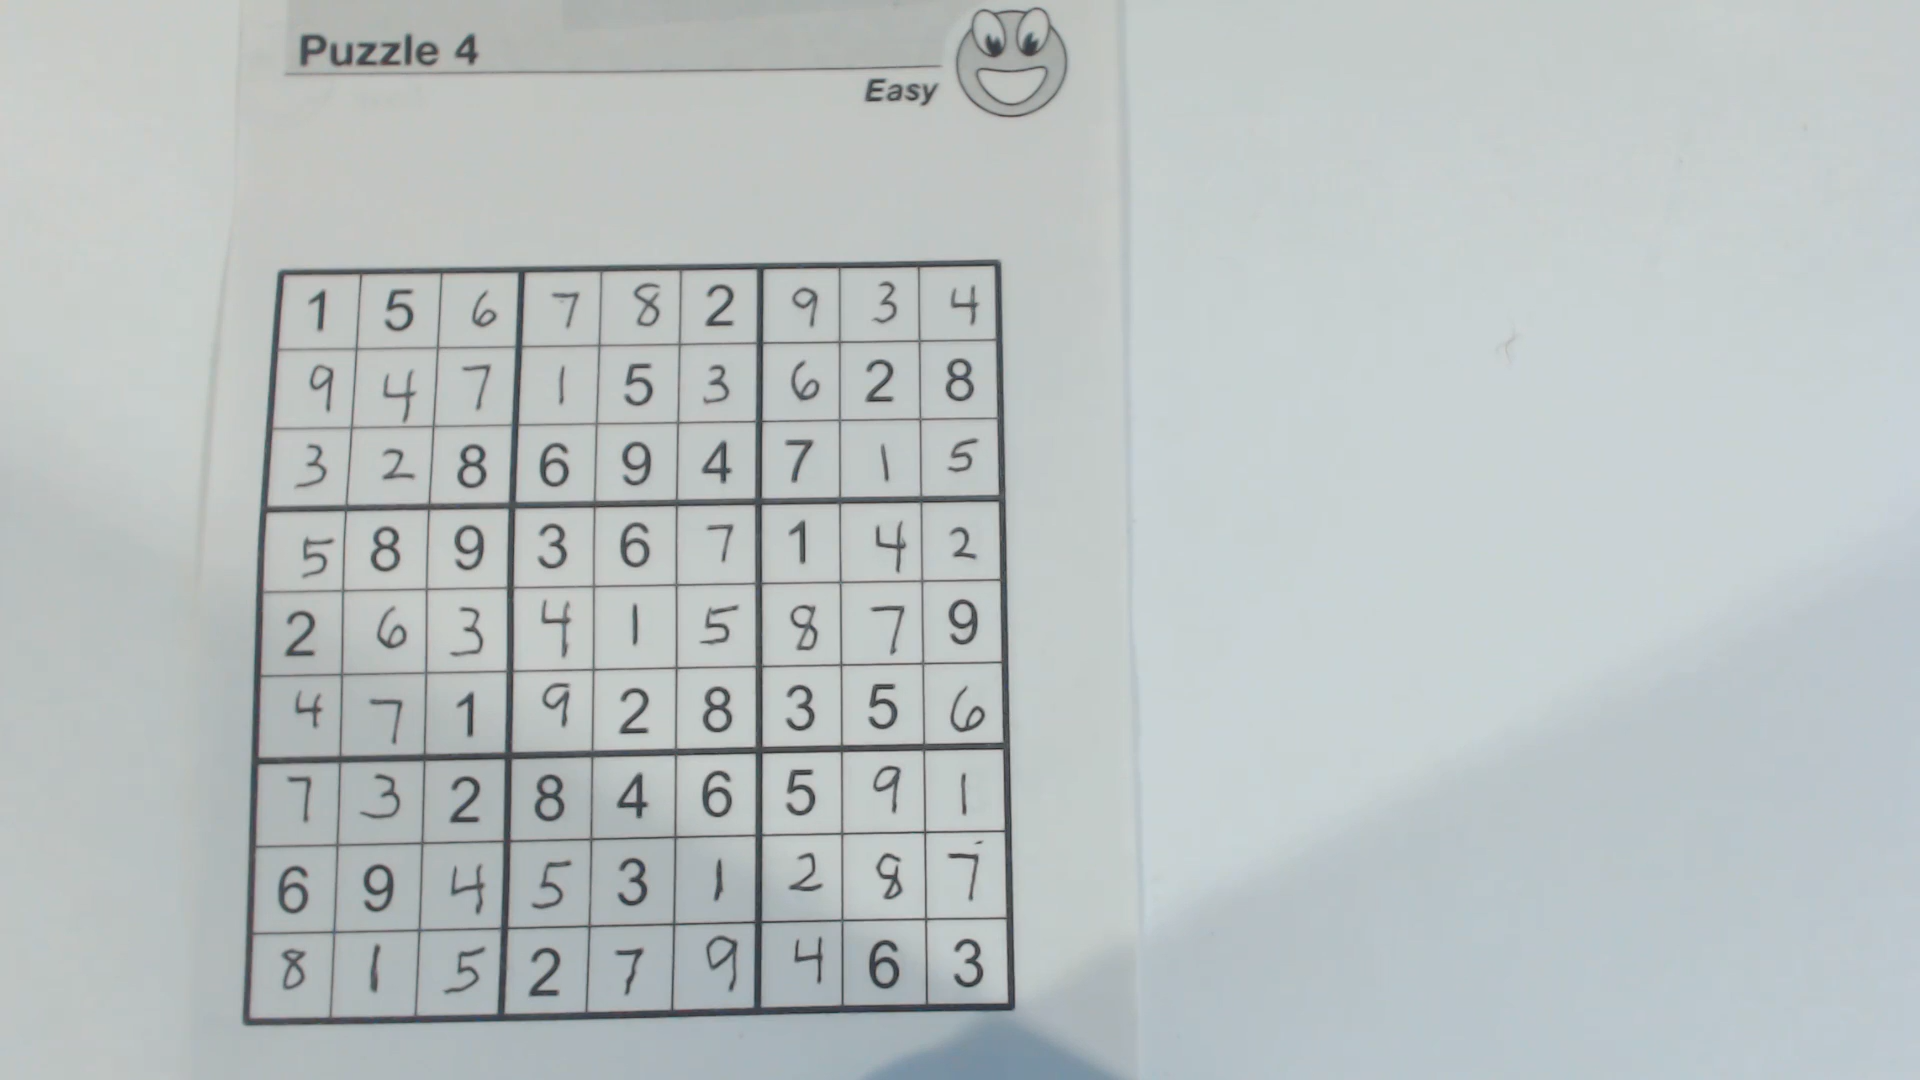 Puzzle 4
Easy
1 5 6 7 8 2 9 3 4
9 4 7 1 5 3 6 2 8
3 2 8 6 9 4 7 1 5
5 8 9 3 6 7 1 4 2
2 6 3 4 1 5 8 7 9
4 7 1 9 2 8 3 5 6
7 3 2 8 4 6 5 9 1
6 9 4 5 3 1 2 8 7
8 1 5 2 7 9 4 6 3